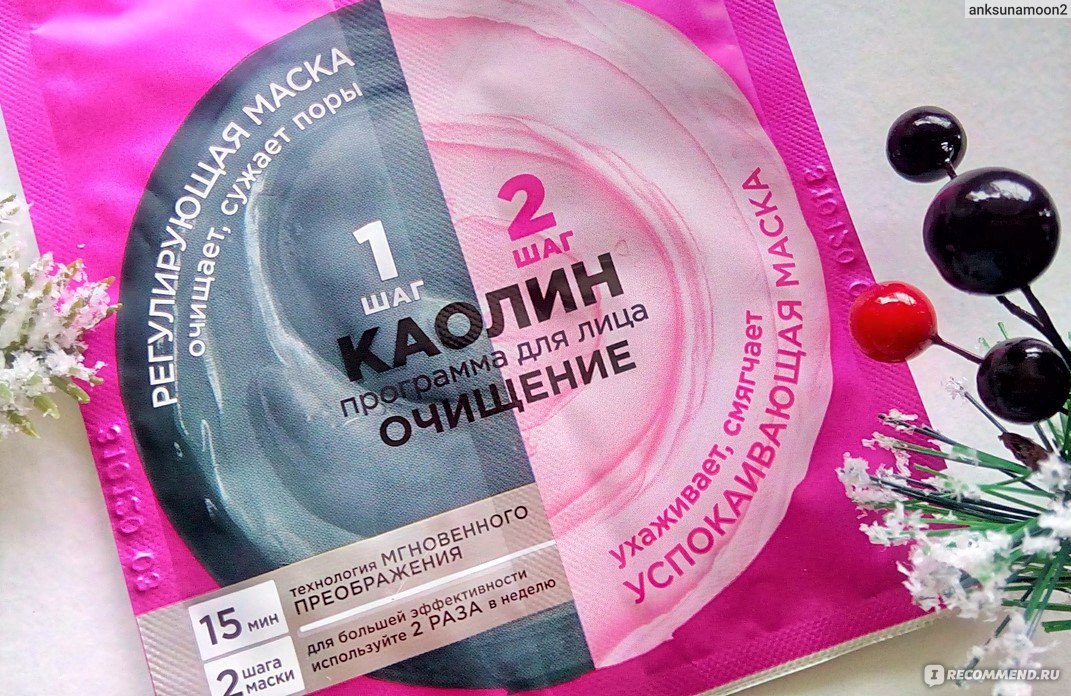 anksunamoon2
РЕГУЛИРУЮЩАЯ МАСКА
очищает, сужает поры
1
ШАГ
2
ШАГ
КАОЛИН
программа для лица
ОЧИЩЕНИЕ
ухаживает, смягчает
УСПОКАИВАЮЩАЯ МАСКА
15 мин
технология МГНОВЕННОГО
ПРЕОБРАЖЕНИЯ
2 шага
маски
для большей эффективности
используйте 2 РАЗА в неделю
I RECOMMEND.RU